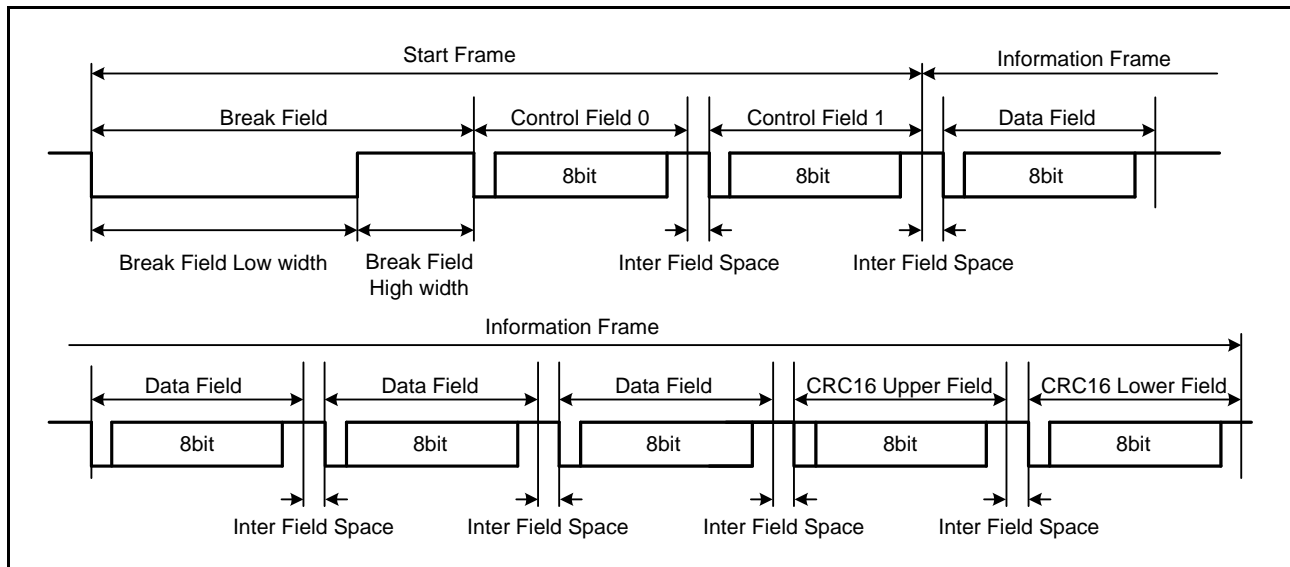 Start Frame
Information Frame
Break Field
Control Field 0
Control Field 1
Data Field
8bit
8bit
8bit
Break Field Low width
Break Field
High width
Inter Field Space
Inter Field Space
Information Frame
Data Field
Data Field
Data Field
CRC16 Upper Field
CRC16 Lower Field
8bit
8bit
8bit
8bit
8bit
Inter Field Space
Inter Field Space
Inter Field Space
Inter Field Space